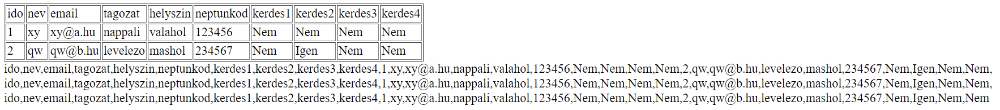 ido nev email tagozat helyszin neptunkod kerdes1 kerdes2 kerdes3 kerdes4
1 xy xy@a.hu nappali valahol 123456 Nem Nem Nem Nem
2 qw qw@b.hu levelezo mashol 234567 Nem Igen Nem Nem
ido,nev,email,tagozat,helyszin,neptunkod,kerdes1,kerdes2,kerdes3,kerdes4,1,xy,xy@a.hu,nappali,valahol,123456,Nem,Nem,Nem,Nem,2,qw,qw@b.hu,levelezo,mashol,234567,Nem,Igen,Nem,Nem,
ido,nev,email,tagozat,helyszin,neptunkod,kerdes1,kerdes2,kerdes3,kerdes4,1,xy,xy@a.hu,nappali,valahol,123456,Nem,Nem,Nem,Nem,2,qw,qw@b.hu,levelezo,mashol,234567,Nem,Igen,Nem,Nem,
ido,nev,email,tagozat,helyszin,neptunkod,kerdes1,kerdes2,kerdes3,kerdes4,1,xy,xy@a.hu,nappali,valahol,123456,Nem,Nem,Nem,Nem,2,qw,qw@b.hu,levelezo,mashol,234567,Nem,Igen,Nem,Nem